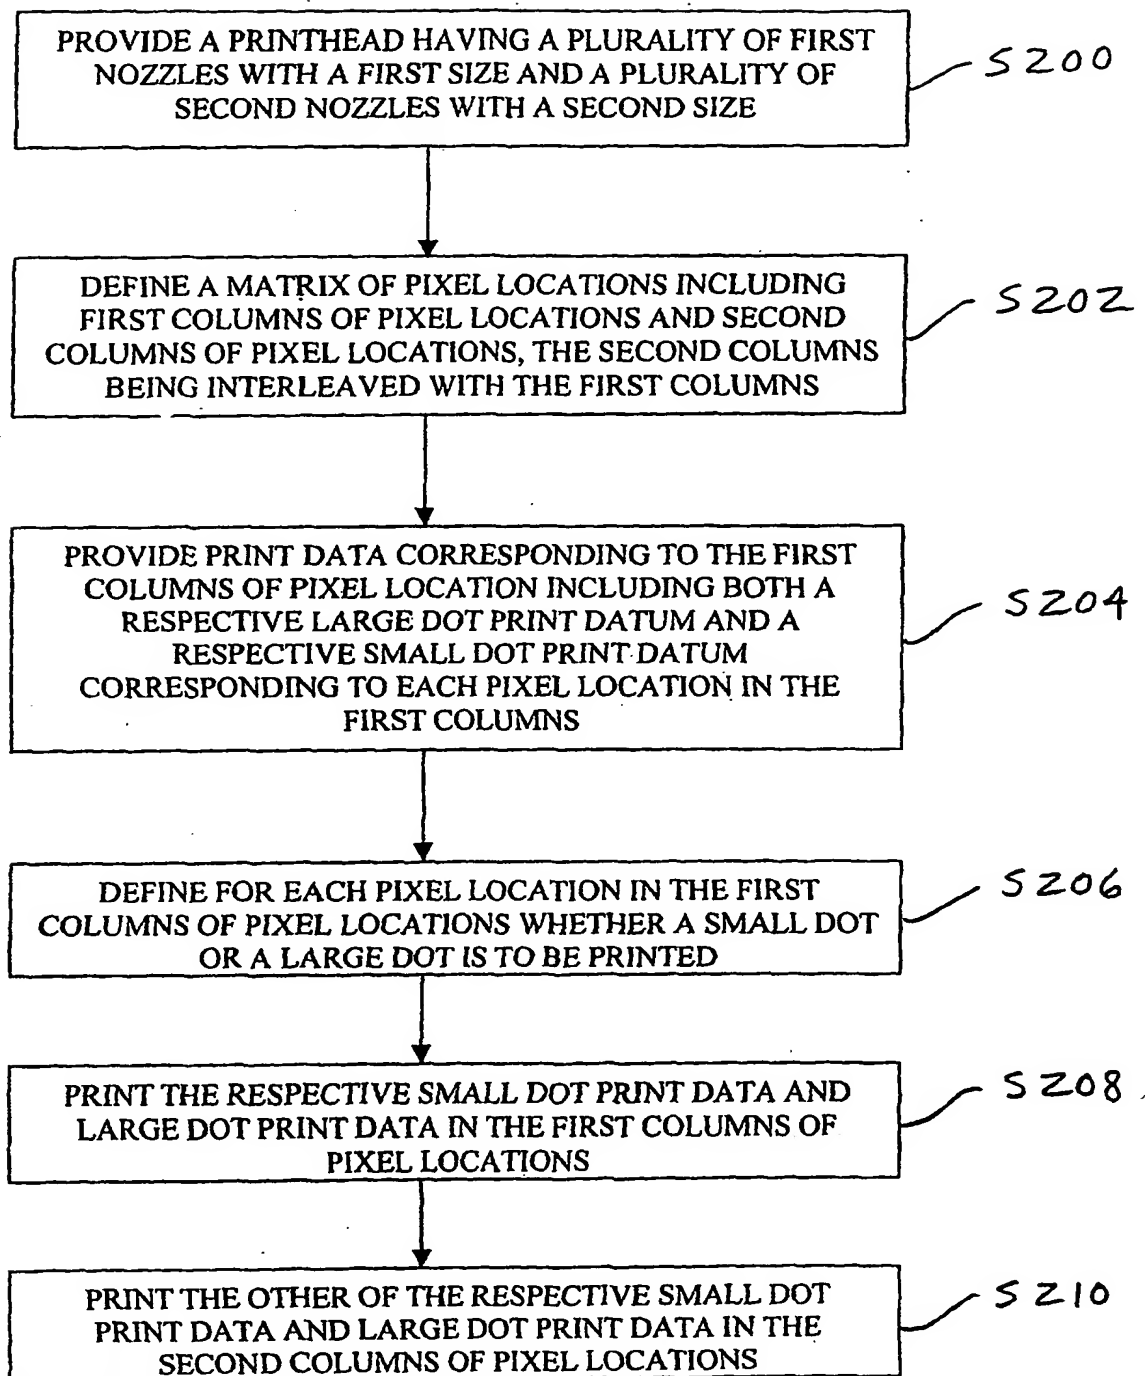 PROVIDE A PRINTHEAD HAVING A PLURALITY OF FIRST
NOZZLES WITH A FIRST SIZE AND A PLURALITY OF
SECOND NOZZLES WITH A SECOND SIZE
S200
DEFINE A MATRIX OF PIXEL LOCATIONS INCLUDING
FIRST COLUMNS OF PIXEL LOCATIONS AND SECOND
COLUMNS OF PIXEL LOCATIONS, THE SECOND COLUMNS
BEING INTERLEAVED WITH THE FIRST COLUMNS
S202
PROVIDE PRINT DATA CORRESPONDING TO THE FIRST
COLUMNS OF PIXEL LOCATION INCLUDING BOTH A
RESPECTIVE LARGE DOT PRINT DATUM AND A
RESPECTIVE SMALL DOT PRINT DATUM
CORRESPONDING TO EACH PIXEL LOCATION IN THE
FIRST COLUMNS
S204
DEFINE FOR EACH PIXEL LOCATION IN THE FIRST
COLUMNS OF PIXEL LOCATIONS WHETHER A SMALL DOT
OR A LARGE DOT IS TO BE PRINTED
S206
PRINT THE RESPECTIVE SMALL DOT PRINT DATA AND
LARGE DOT PRINT DATA IN THE FIRST COLUMNS OF
PIXEL LOCATIONS
S208
PRINT THE OTHER OF THE RESPECTIVE SMALL DOT
PRINT DATA AND LARGE DOT PRINT DATA IN THE
SECOND COLUMNS OF PIXEL LOCATIONS
S210